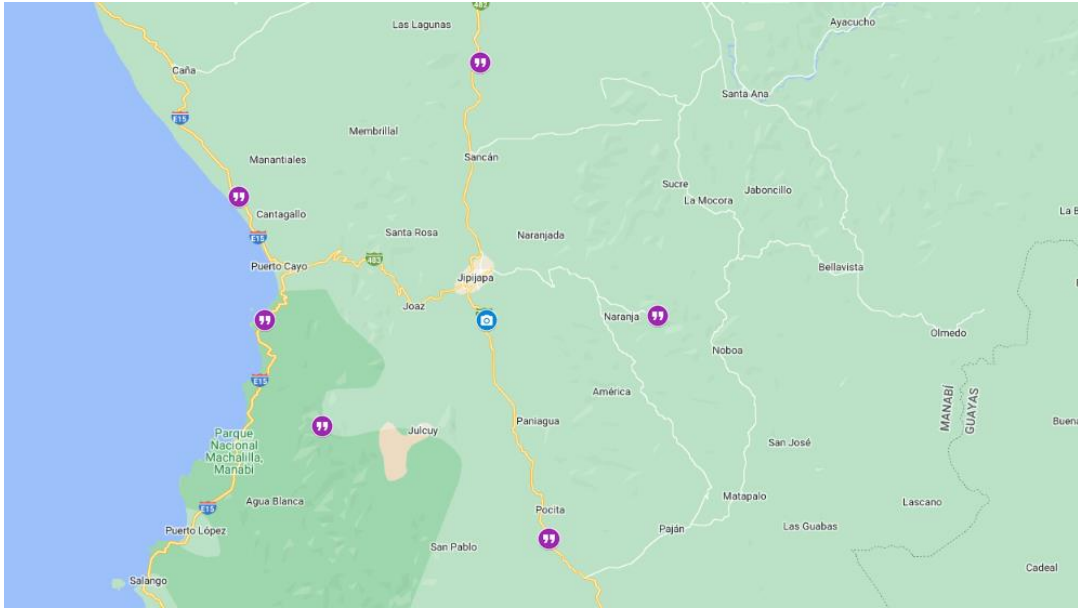 482
Las Lagunas
Ayacucho
Caña
Santa Ana
E15
Membrillal
Sancán
Manantiales
Sucre
Jaboncillo
La Mocora
Cantagallo
La B
E15
Santa Rosa
Naranjada
482
Puerto Cayo
Jipijapa
Bellavista
Joaz
Naranja
Olmedo
Noboa
E15
América
MANABÍ
GUAYAS
Paniagua
Buena
Julcuy
Parque
Nacional
Machalilla,
Manabí
San José
Agua Blanca
Matapalo
Lascano
E15
Pocita
Puerto López
Paján
Las Guabas
San Pablo
Cadeal
Salango